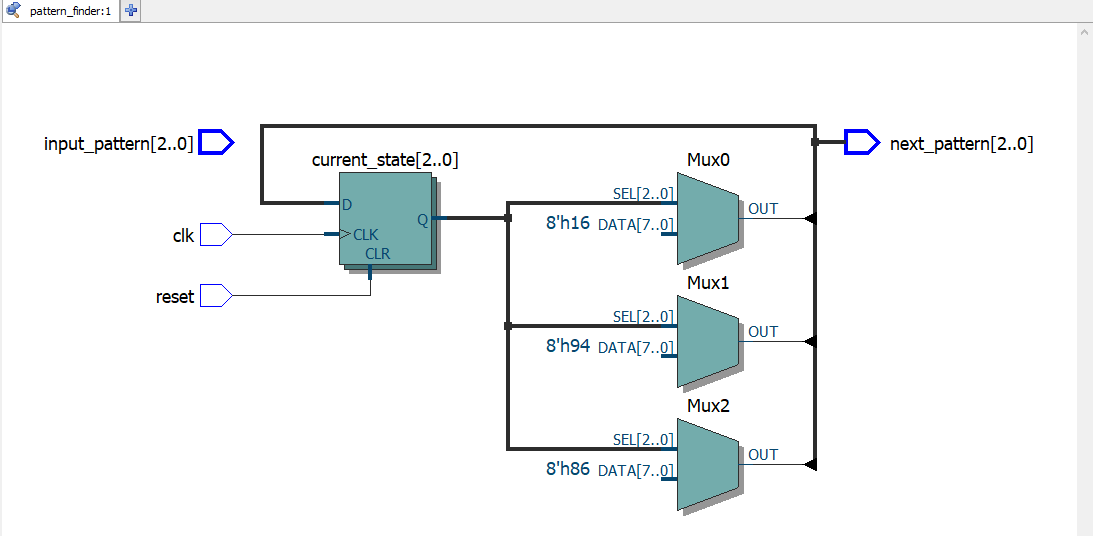 pattern_finder:1
input_pattern[2..0]
current_state[2..0]
D
Q
CLK
CLR
clk
reset
Mux0
SEL[2..0]
8'h16 DATA[7..0]
OUT
next_pattern[2..0]
Mux1
SEL[2..0]
8'h94 DATA[7..0]
OUT
Mux2
SEL[2..0]
8'h86 DATA[7..0]
OUT